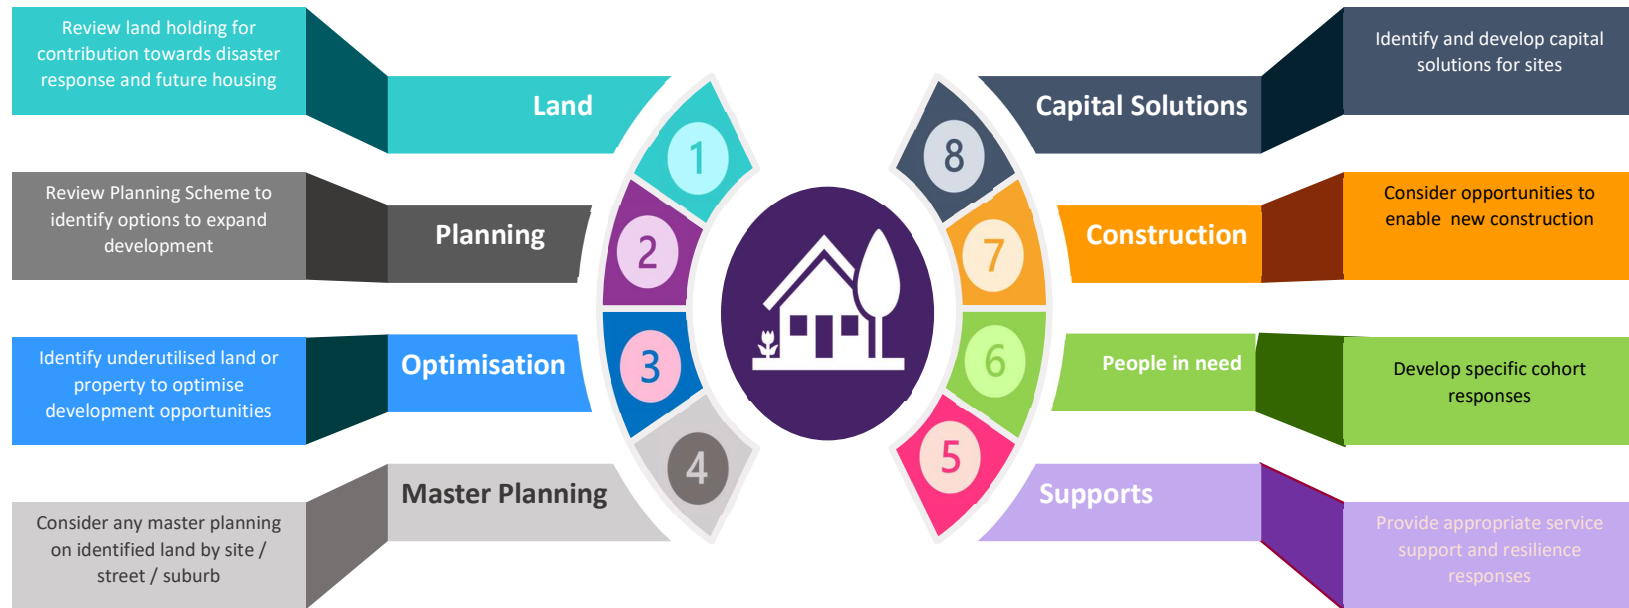 Review land holding for
contribution towards disaster
response and future housing
Land
1
Review Planning Scheme to
identify options to expand
development
Planning
2
Identify underutilised land or
property to optimise
development opportunities
Optimisation
3
Consider any master planning
on identified land by site /
street / suburb
Master Planning
4
8
Capital Solutions
Identify and develop capital
solutions for sites
7
Construction
Consider opportunities to
enable new construction
6
People in need
Develop specific cohort
responses
5
Supports
Provide appropriate service
support and resilience
responses